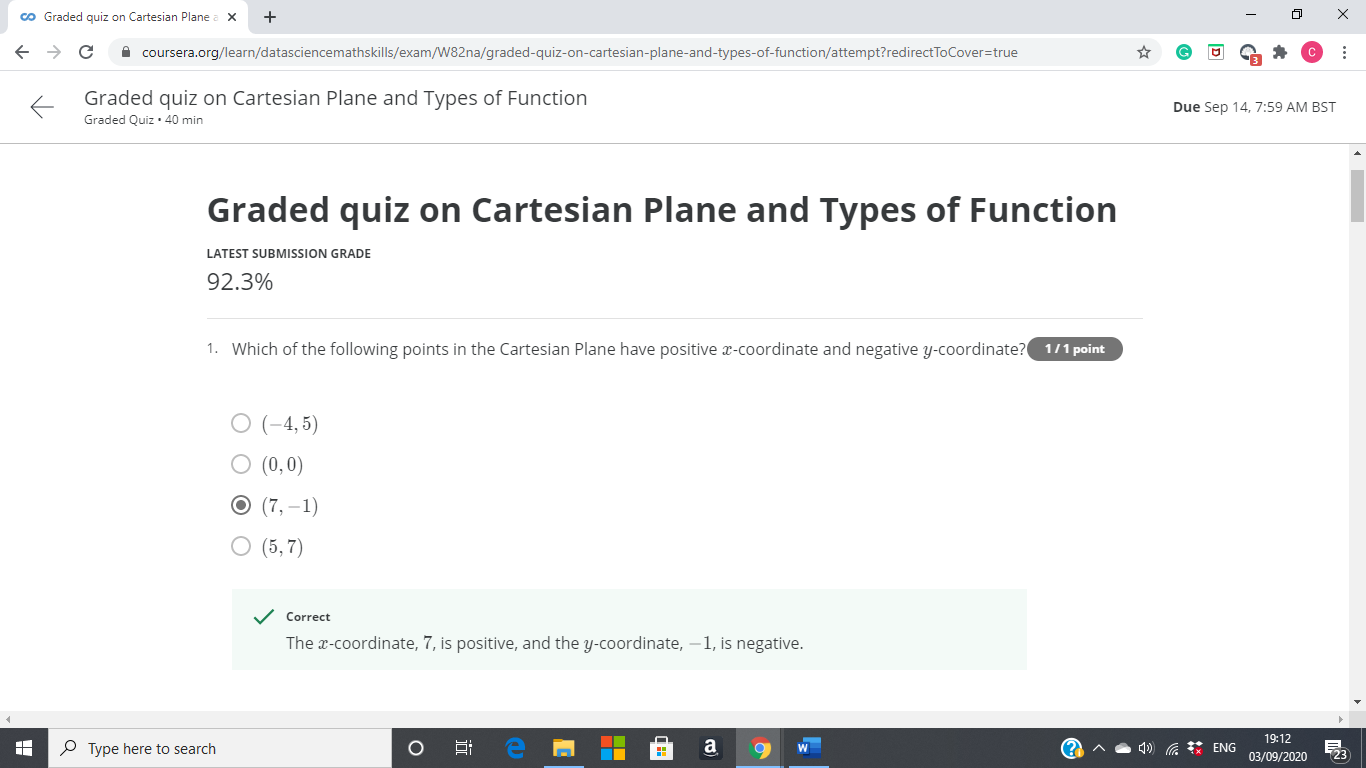 Graded quiz on Cartesian Plane a
coursera.org/learn/datasciencemathskills/exam/W82na/graded-quiz-on-cartesian-plane-and-types-of-function/attempt?redirectToCover=true
3
C
Graded quiz on Cartesian Plane and Types of Function
Graded Quiz • 40 min
Due Sep 14, 7:59 AM BST
Graded quiz on Cartesian Plane and Types of Function
LATEST SUBMISSION GRADE
92.3%
1. Which of the following points in the Cartesian Plane have positive x-coordinate and negative y-coordinate? 1 / 1 point
(−4, 5)
(0, 0)
(7, −1)
(5, 7)
Correct
The x-coordinate, 7, is positive, and the y-coordinate, −1, is negative.
Type here to search
ENG
19:12
03/09/2020
23